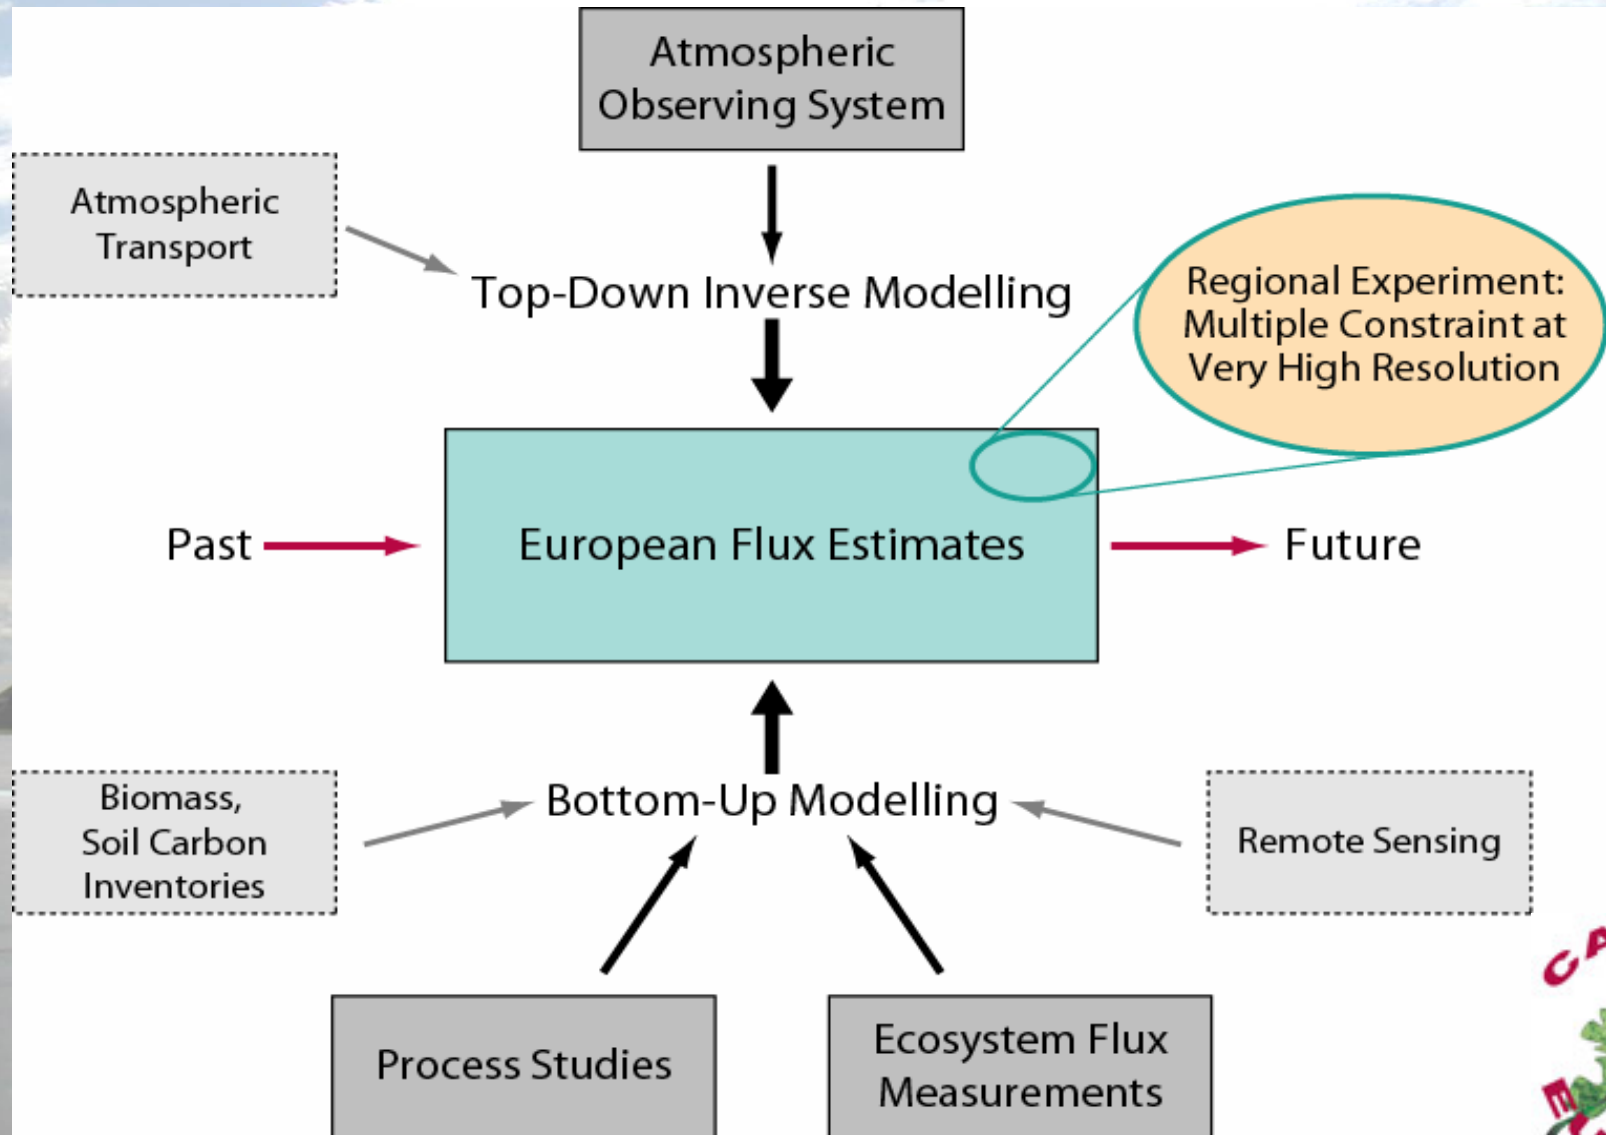 Atmospheric
Observing System
Atmospheric
Transport
Top-Down Inverse Modelling
Regional Experiment:
Multiple Constraint at
Very High Resolution
Past
European Flux Estimates
Future
Biomass,
Soil Carbon
Inventories
Bottom-Up Modelling
Remote Sensing
Process Studies
Ecosystem Flux
Measurements